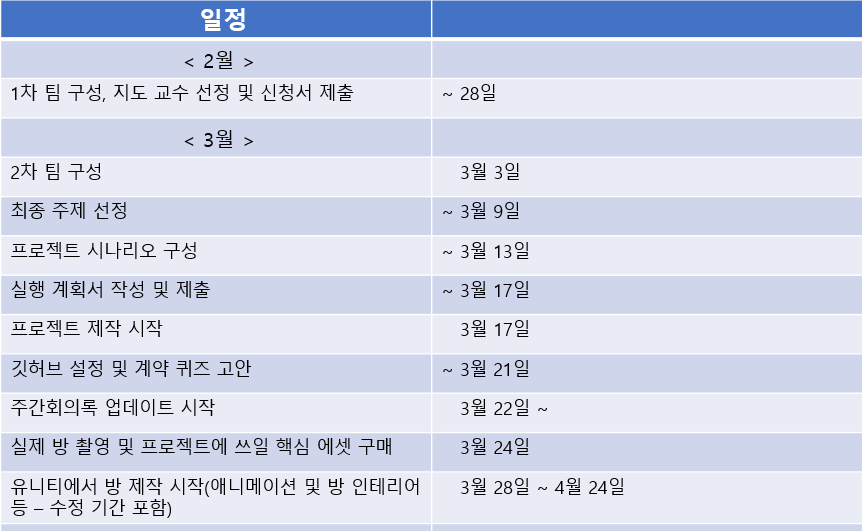 일정
< 2월 >
1차 팀 구성, 지도 교수 선정 및 신청서 제출 ~ 28일
< 3월 >
2차 팀 구성 3월 3일
최종 주제 선정 ~ 3월 9일
프로젝트 시나리오 구성 ~ 3월 13일
실행 계획서 작성 및 제출 ~ 3월 17일
프로젝트 제작 시작 3월 17일
깃허브 설정 및 계약 퀴즈 고안 ~ 3월 21일
주간회의록 업데이트 시작 3월 22일 ~
실제 방 촬영 및 프로젝트에 쓰일 핵심 에셋 구매 3월 24일
유니티에서 방 제작 시작(애니메이션 및 방 인테리어 3월 28일 ~ 4월 24일
등 – 수정 기간 포함)